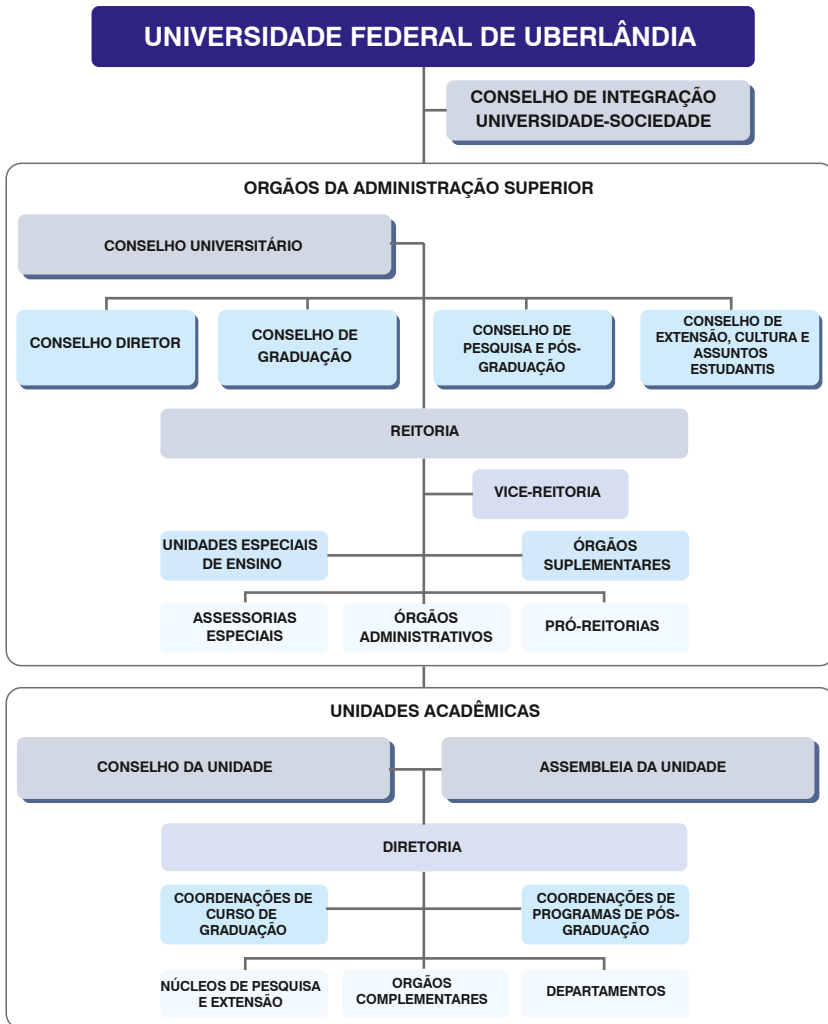 UNIVERSIDADE FEDERAL DE UBERLÂNDIA
CONSELHO DE INTEGRAÇÃO
UNIVERSIDADE-SOCIEDADE
ORGÃOS DA ADMINISTRAÇÃO SUPERIOR
CONSELHO UNIVERSITÁRIO
CONSELHO DIRETOR
CONSELHO DE
GRADUAÇÃO
CONSELHO DE
PESQUISA E PÓS-
GRADUAÇÃO
CONSELHO DE
EXTENSÃO, CULTURA E
ASSUNTOS
ESTUDANTIS
REITORIA
VICE-REITORIA
UNIDADES ESPECIAIS
DE ENSINO
ÓRGÃOS
SUPLEMENTARES
ASSESSORIAS
ESPECIAIS
ÓRGÃOS
ADMINISTRATIVOS
PRÓ-REITORIAS
UNIDADES ACADÊMICAS
CONSELHO DA UNIDADE
ASSEMBLEIA DA UNIDADE
DIRETORIA
COORDENAÇÕES DE
CURSO DE
GRADUAÇÃO
COORDENAÇÕES DE
PROGRAMAS DE PÓS-
GRADUAÇÃO
NÚCLEOS DE PESQUISA
E EXTENSÃO
ORGÃOS
COMPLEMENTARES
DEPARTAMENTOS